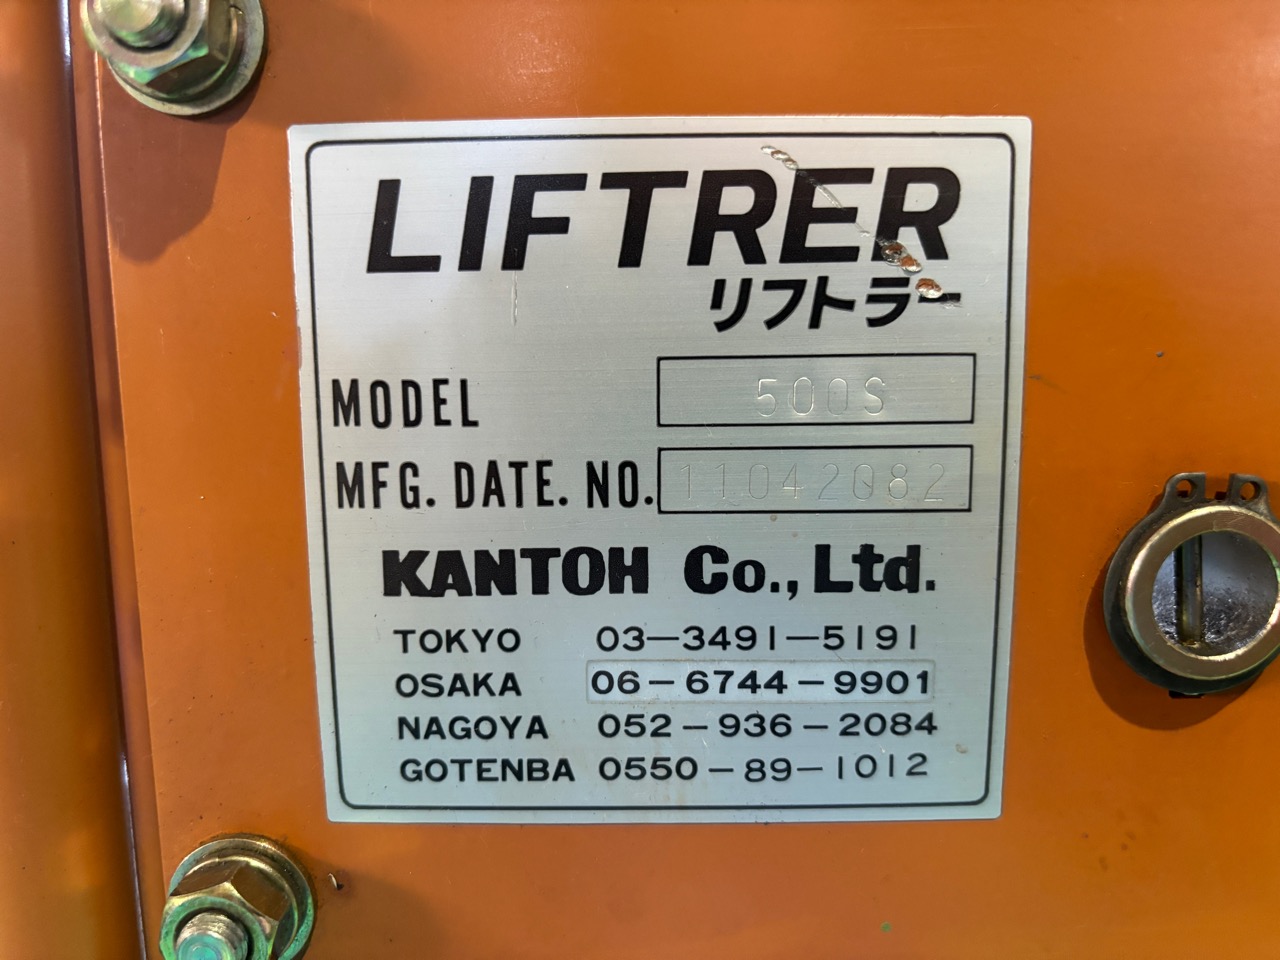 LIFTRER
リフトラー
MODEL 500S
MFG. DATE. NO. 11042082
KANTOH Co., Ltd.
TOKYO 03-3491-5191
OSAKA 06-6744-9901
NAGOYA 052-936-2084
GOTENBA 0550-89-1012